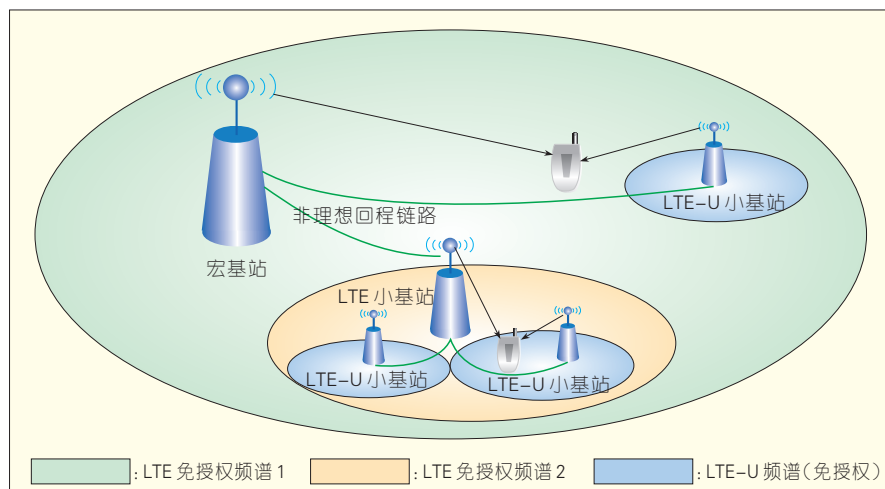 非理想回程链路
LTE-U 小基站
宏基站
LTE 小基站
LTE-U 小基站
LTE-U 小基站
: LTE 免授权频谱 1
: LTE 免授权频谱 2
: LTE-U 频谱(免授权)